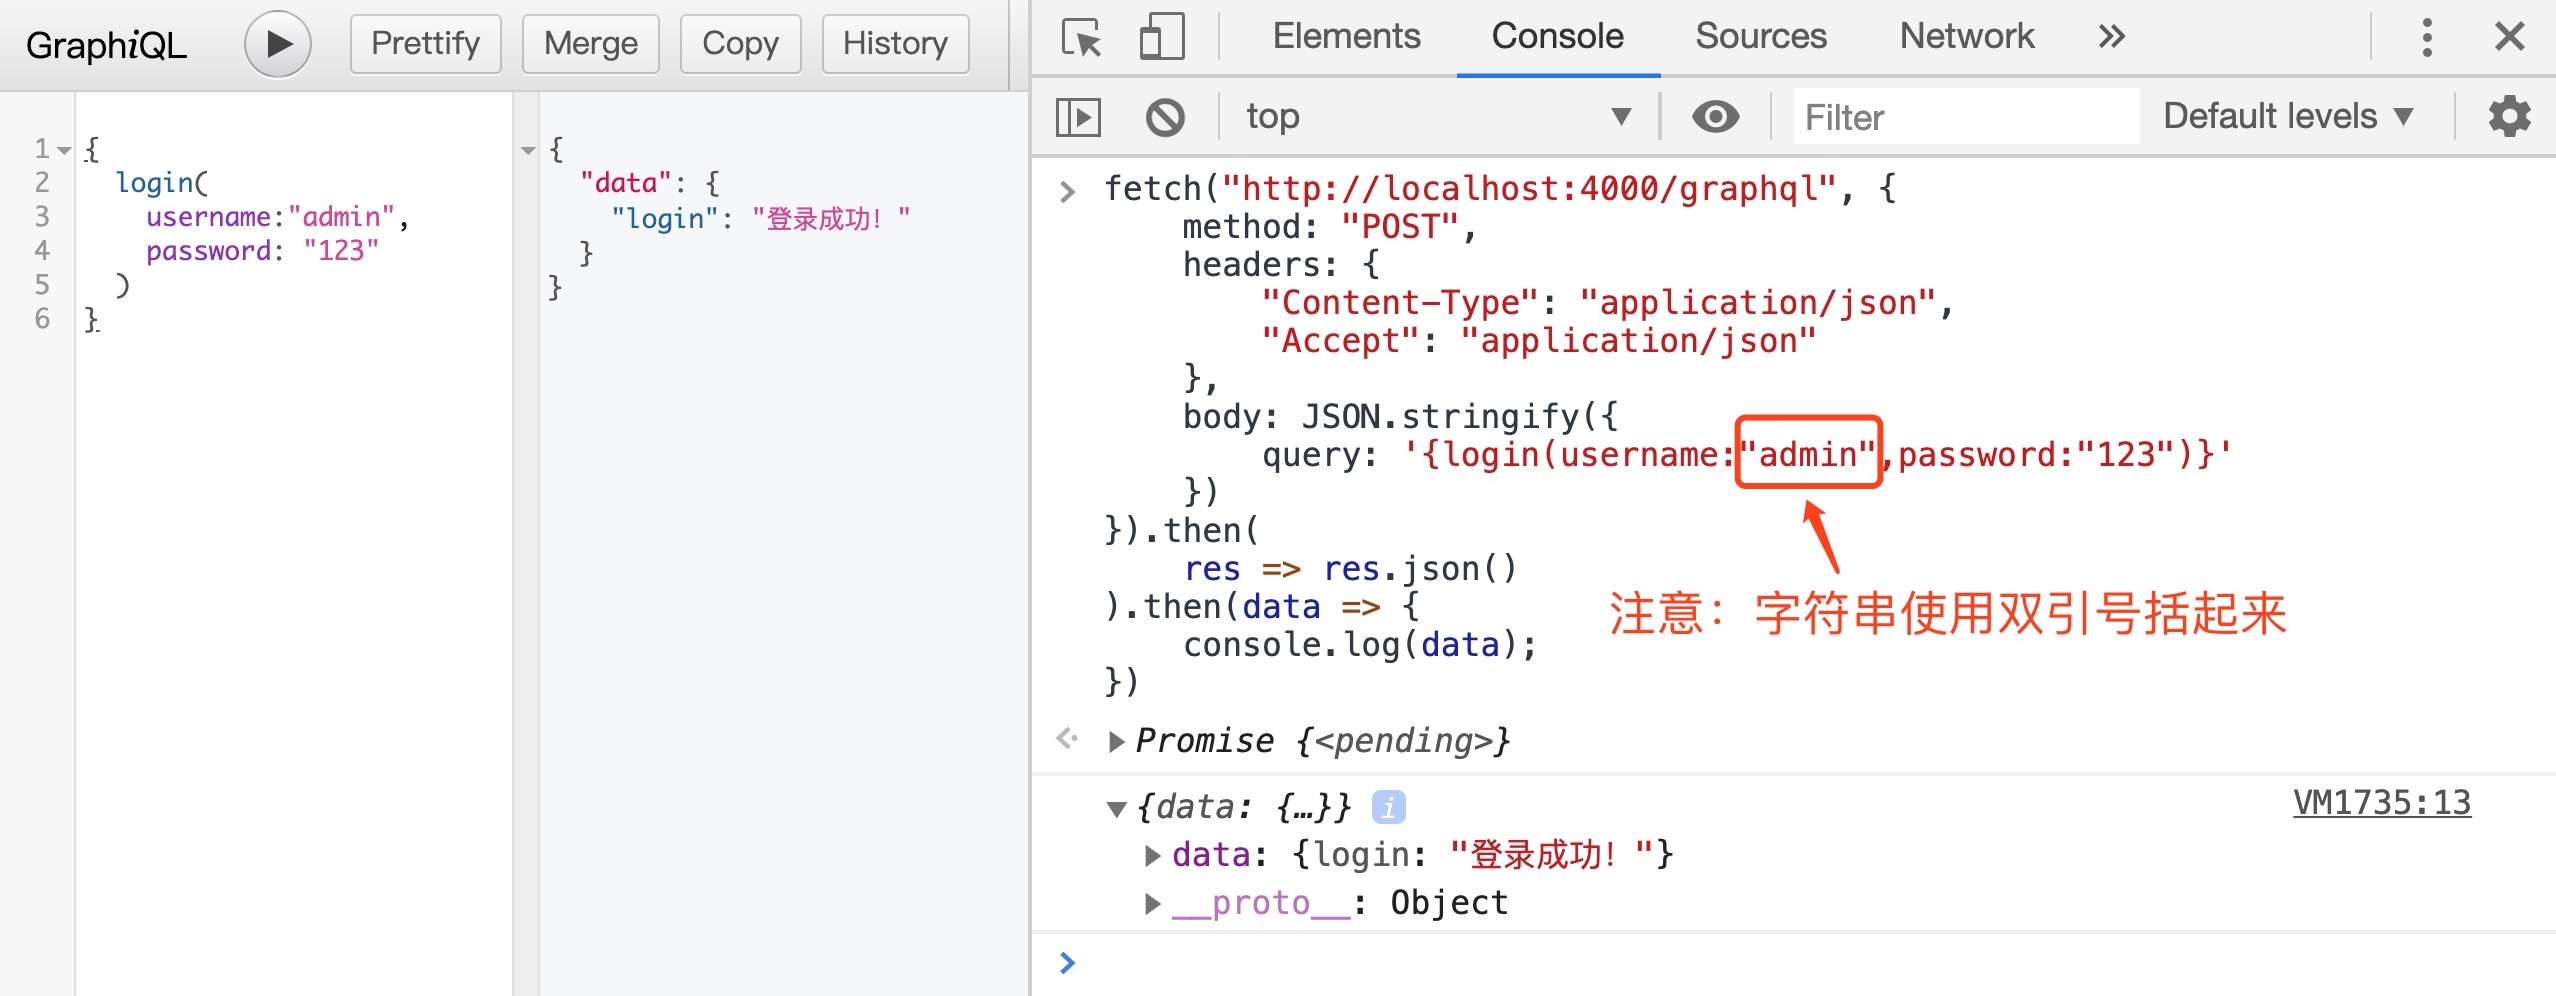 GraphiQL Prettify Merge Copy History
1 {
2 login(
3 username:"admin",
4 password: "123"
5 )
6 }
{
"data": {
"login": "登录成功！"
}
}
Elements Console Sources Network »
top Filter Default levels
> fetch("http://localhost:4000/graphql", {
method: "POST",
headers: {
"Content-Type": "application/json",
"Accept": "application/json"
},
body: JSON.stringify({
query: '{login(username:"admin",password:"123")}'
})
}).then(
res => res.json()
).then(data => {
console.log(data);
})
注意：字符串使用双引号括起来
Promise {<pending>}
{data: {…}} i VM1735:13
data: {login: "登录成功！"}
__proto__: Object
>